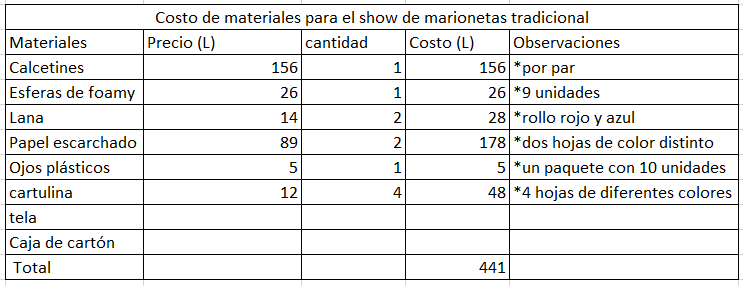 Costo de materiales para el show de marionetas tradicional
Materiales Precio (L) cantidad Costo (L) Observaciones
Calcetines 156 1 156 *por par
Esferas de foamy 26 1 26 *9 unidades
Lana 14 2 28 *rollo rojo y azul
Papel escarchado 89 2 178 *dos hojas de color distinto
Ojos plásticos 5 1 5 *un paquete con 10 unidades
cartulina 12 4 48 *4 hojas de diferentes colores
tela
Caja de cartón
Total 441